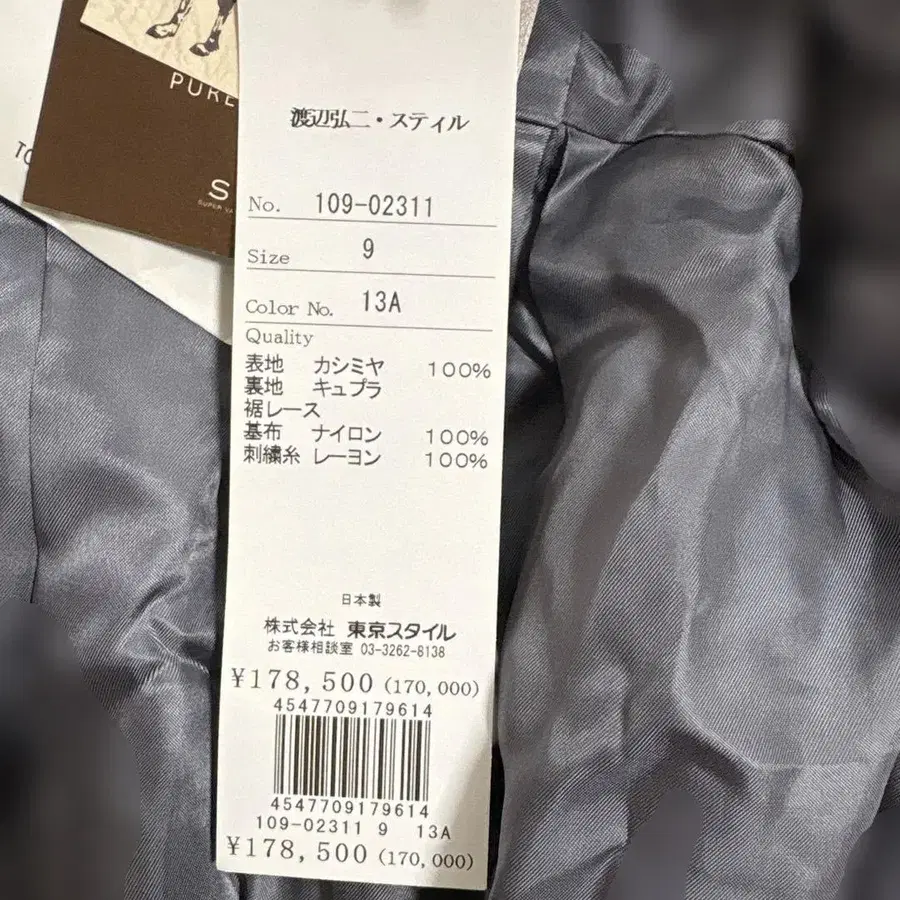 PURE
渡辺弘二・スティル
No. 109-02311
Size 9
Color No. 13A
Quality
表地 カシミヤ 100%
裏地 キュプラ
裾レース
基布 ナイロン 100%
刺繍糸 レーヨン 100%
日本製
株式会社 東京スタイル
お客様相談室 03-3262-8138
¥178,500 (170,000)
4547709179614
4547709179614
109-02311 9 13A
¥178,500 (170,000)